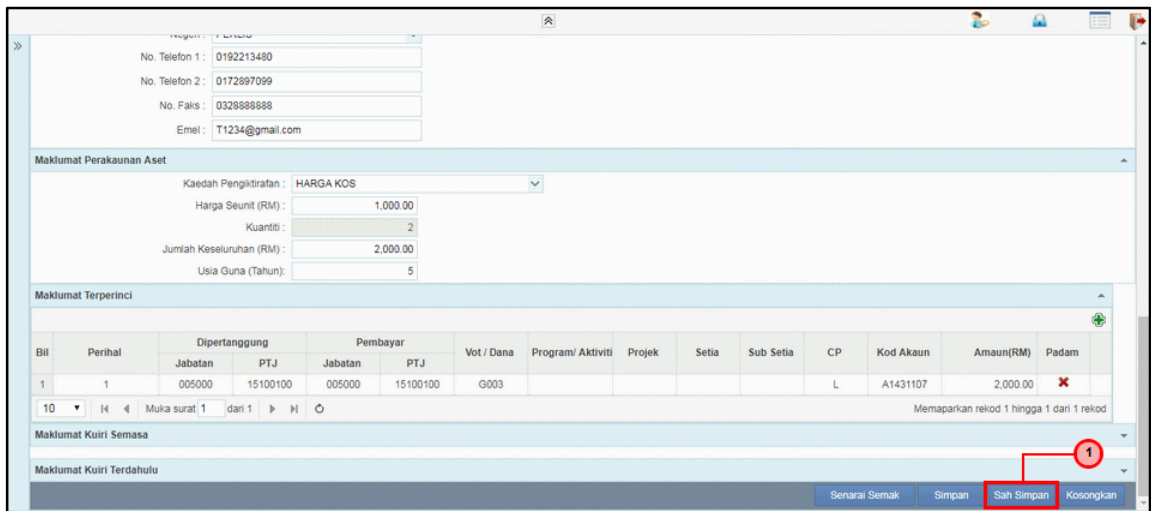 No. Telefon 1 : 0192213480
No. Telefon 2 : 0172897099
No. Faks : 0328888888
Emel : T1234@gmail.com
Maklumat Perakaunan Aset
Kaedah Pengiktirafan : HARGA KOS
Harga Seunit (RM) : 1,000.00
Kuantiti : 2
Jumlah Keseluruhan (RM) : 2,000.00
Usia Guna (Tahun): 5
Maklumat Terperinci
Bil Perihal Dipertanggung Pembayar Vot / Dana Program/ Aktiviti Projek Setia Sub Setia CP Kod Akaun Amaun(RM) Padam
Jabatan PTJ Jabatan PTJ
1 1 005000 15100100 005000 15100100 G003 L A1431107 2,000.00
10 Muka surat 1 dari 1 Memaparkan rekod 1 hingga 1 dari 1 rekod
Maklumat Kuiri Semasa
1
Maklumat Kuiri Terdahulu
Senarai Semak Simpan Sah Simpan Kosongkan